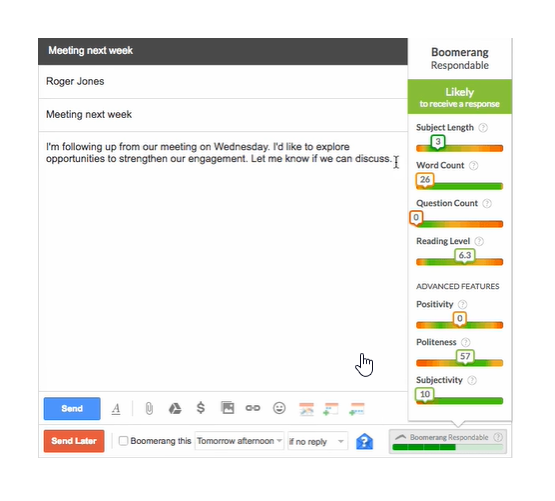 Meeting next week
Roger Jones
Meeting next week
I'm following up from our meeting on Wednesday. I'd like to explore
opportunities to strengthen our engagement. Let me know if we can discuss.
Send
A
$
Send Later
Boomerang this
Tomorrow afternoon
if no reply
?
Boomerang
Respondable
Likely
to receive a response
Subject Length ?
3
Word Count ?
26
Question Count ?
0
Reading Level ?
6.3
ADVANCED FEATURES
Positivity ?
0
Politeness ?
57
Subjectivity ?
10
Boomerang Respondable ?